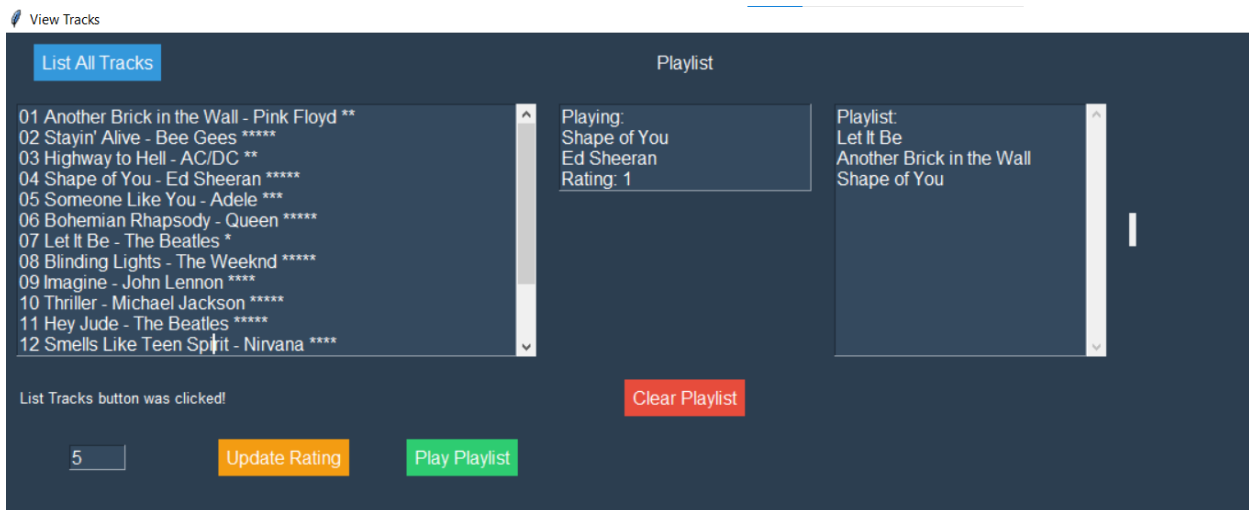 View Tracks
List All Tracks
Playlist
01 Another Brick in the Wall - Pink Floyd **
02 Stayin' Alive - Bee Gees *****
03 Highway to Hell - AC/DC **
04 Shape of You - Ed Sheeran *****
05 Someone Like You - Adele ***
06 Bohemian Rhapsody - Queen *****
07 Let It Be - The Beatles *
08 Blinding Lights - The Weeknd *****
09 Imagine - John Lennon ****
10 Thriller - Michael Jackson *****
11 Hey Jude - The Beatles *****
12 Smells Like Teen Spirit - Nirvana ****
Playing:
Shape of You
Ed Sheeran
Rating: 1
Playlist:
Let It Be
Another Brick in the Wall
Shape of You
List Tracks button was clicked!
Clear Playlist
5
Update Rating
Play Playlist